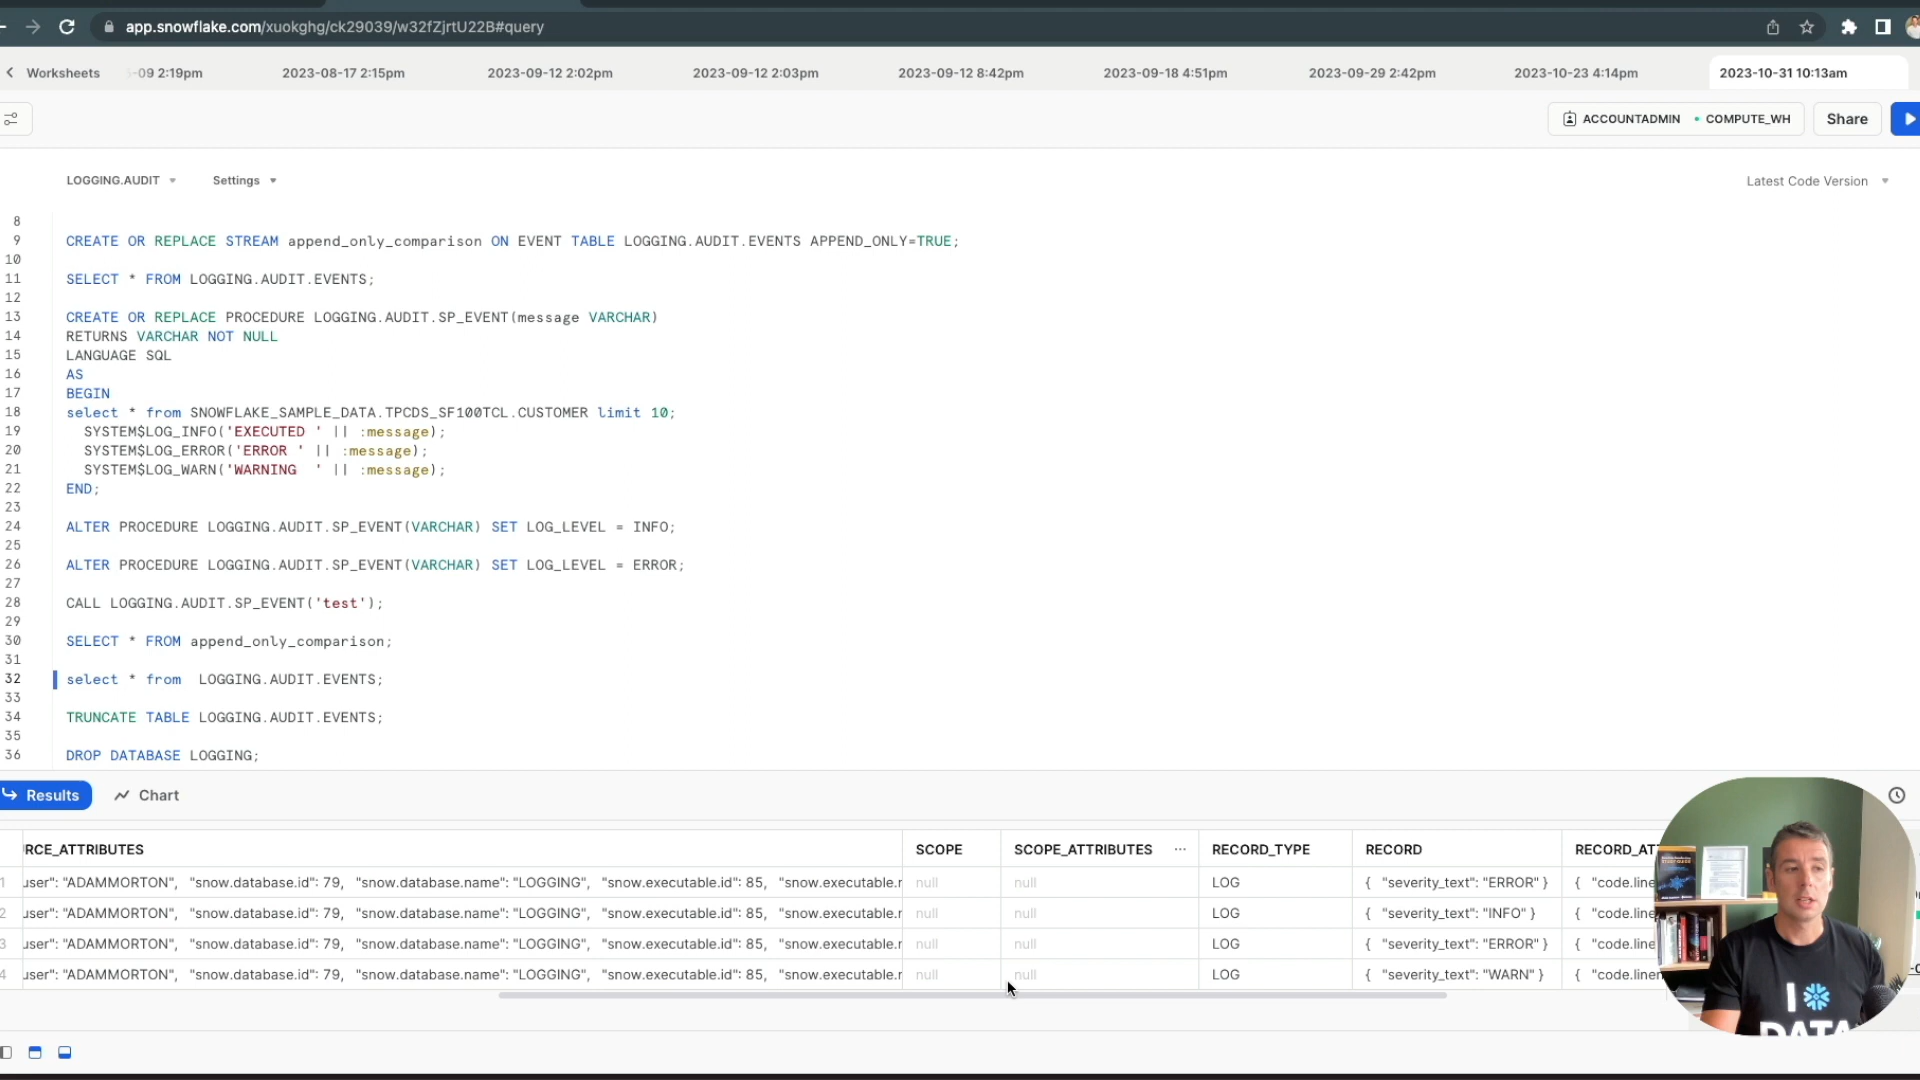 app.snowflake.com/xuokghg/ck29039/w32fZjrtU22B#query
Worksheets
-09 2:19pm
2023-08-17 2:15pm
2023-09-12 2:02pm
2023-09-12 2:03pm
2023-09-12 8:42pm
2023-09-18 4:51pm
2023-09-29 2:42pm
2023-10-23 4:14pm
2023-10-31 10:13am
ACCOUNTADMIN
COMPUTE_WH
Share
LOGGING.AUDIT
Settings
Latest Code Version
8
9 CREATE OR REPLACE STREAM append_only_comparison ON EVENT TABLE LOGGING.AUDIT.EVENTS APPEND_ONLY=TRUE;
10
11 SELECT * FROM LOGGING.AUDIT.EVENTS;
12
13 CREATE OR REPLACE PROCEDURE LOGGING.AUDIT.SP_EVENT(message VARCHAR)
14 RETURNS VARCHAR NOT NULL
15 LANGUAGE SQL
16 AS
17 BEGIN
18 select * from SNOWFLAKE_SAMPLE_DATA.TPCDS_SF100TCL.CUSTOMER limit 10;
19 SYSTEM$LOG_INFO('EXECUTED ' || :message);
20 SYSTEM$LOG_ERROR('ERROR ' || :message);
21 SYSTEM$LOG_WARN('WARNING  ' || :message);
22 END;
23
24 ALTER PROCEDURE LOGGING.AUDIT.SP_EVENT(VARCHAR) SET LOG_LEVEL = INFO;
25
26 ALTER PROCEDURE LOGGING.AUDIT.SP_EVENT(VARCHAR) SET LOG_LEVEL = ERROR;
27
28 CALL LOGGING.AUDIT.SP_EVENT('test');
29
30 SELECT * FROM append_only_comparison;
31
32 select * from  LOGGING.AUDIT.EVENTS;
33
34 TRUNCATE TABLE LOGGING.AUDIT.EVENTS;
35
36 DROP DATABASE LOGGING;
Results
Chart
RCE_ATTRIBUTES SCOPE SCOPE_ATTRIBUTES ... RECORD_TYPE RECORD RECORD_AT
1 user": "ADAMMORTON", "snow.database.id": 79, "snow.database.name": "LOGGING", "snow.executable.id": 85, "snow.executable.r null null LOG { "severity_text": "ERROR" } { "code.line
2 user": "ADAMMORTON", "snow.database.id": 79, "snow.database.name": "LOGGING", "snow.executable.id": 85, "snow.executable.r null null LOG { "severity_text": "INFO" } { "code.line
3 user": "ADAMMORTON", "snow.database.id": 79, "snow.database.name": "LOGGING", "snow.executable.id": 85, "snow.executable.r null null LOG { "severity_text": "ERROR" } { "code.line
4 user": "ADAMMORTON", "snow.database.id": 79, "snow.database.name": "LOGGING", "snow.executable.id": 85, "snow.executable.r null null LOG { "severity_text": "WARN" } { "code.line
I
DATA